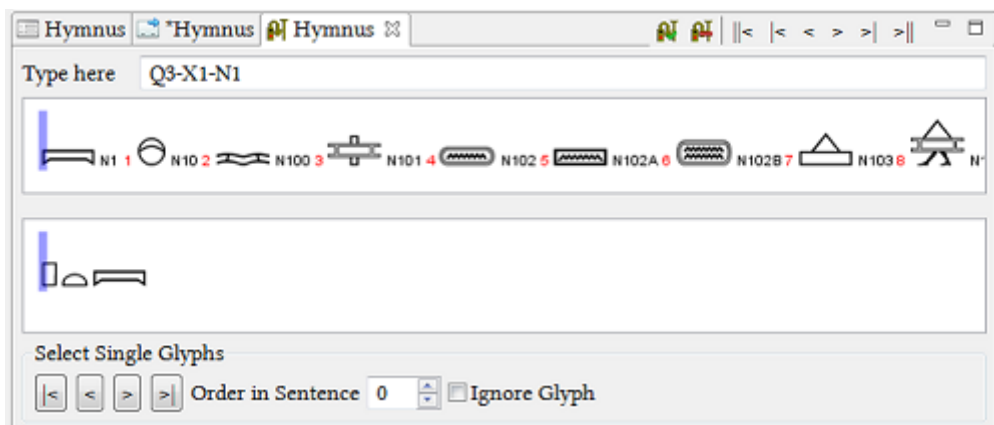 Hymnus *Hymnus Hymnus ||< |< < > >| >||
Type here Q3-X1-N1
N1 1 N10 2 N100 3 N101 4 N102 5 N102A 6 N102B 7 N103 8 N1
Select Single Glyphs
|< < > >| Order in Sentence 0 Ignore Glyph